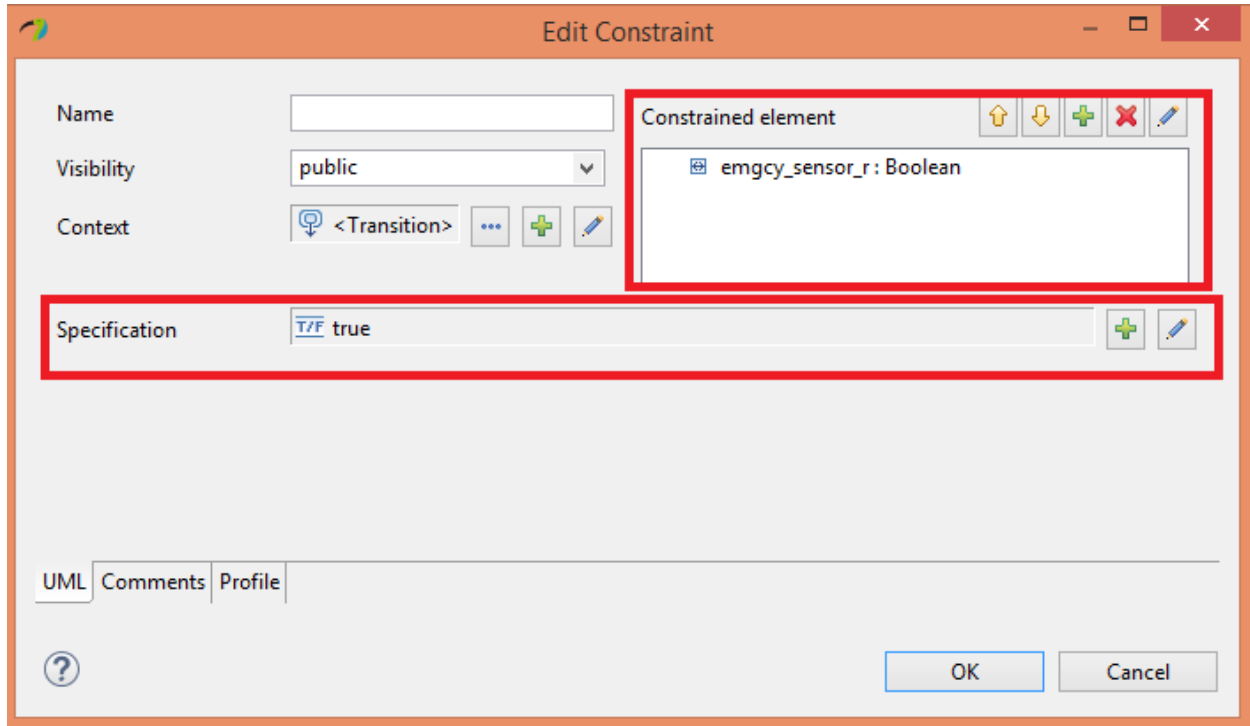 Edit Constraint
Name
Constrained element
Visibility
public
emgcy_sensor_r : Boolean
Context
<Transition>
Specification
T/F true
UML Comments Profile
OK Cancel